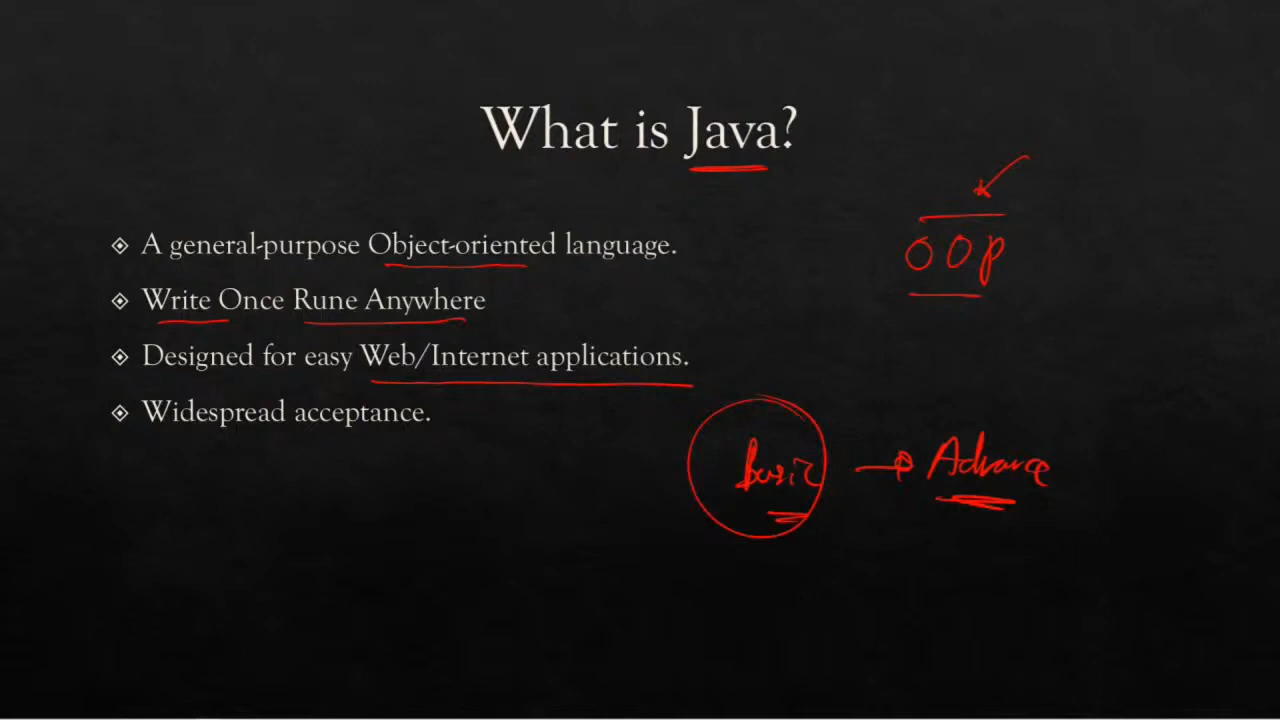 What is Java?
A general-purpose Object-oriented language.
OOP
Write Once Rune Anywhere
Designed for easy Web/Internet applications.
Widespread acceptance.
Basic → Advance